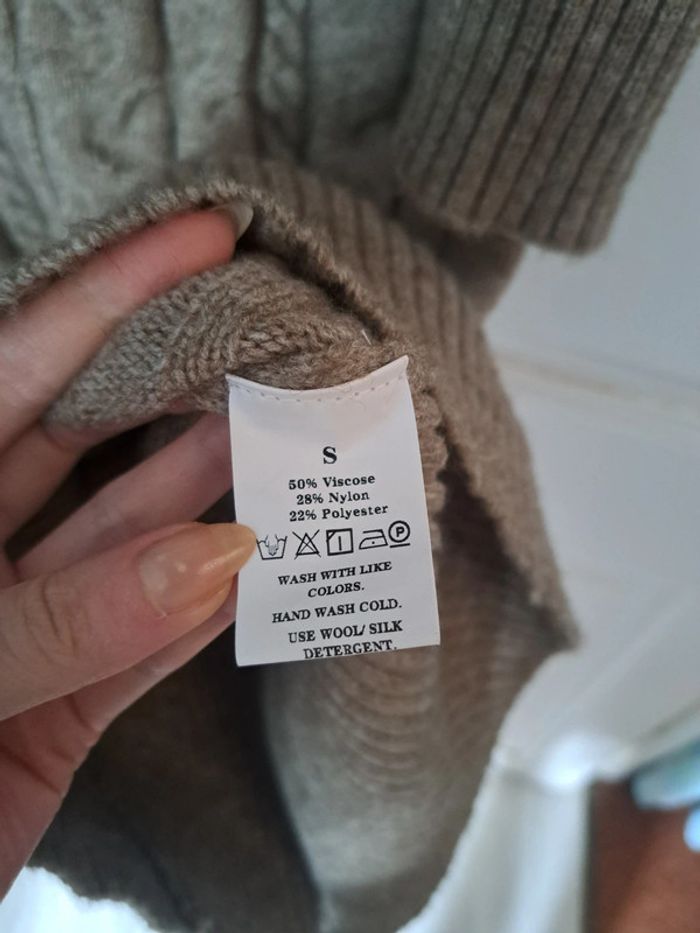 S
50% Viscose
28% Nylon
22% Polyester
P
WASH WITH LIKE
COLORS.
HAND WASH COLD.
USE WOOL/ SILK
DETERGENT.